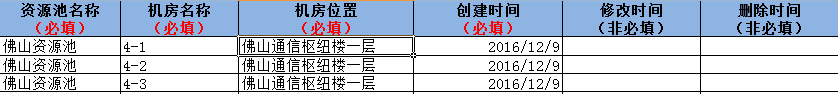 资源池名称 机房名称 机房位置 创建时间 修改时间 删除时间
（必填） （必填） （必填） （必填） （非必填） （非必填）
佛山资源池 4-1 佛山通信枢纽楼一层 2016/12/9
佛山资源池 4-2 佛山通信枢纽楼一层 2016/12/9
佛山资源池 4-3 佛山通信枢纽楼一层 2016/12/9